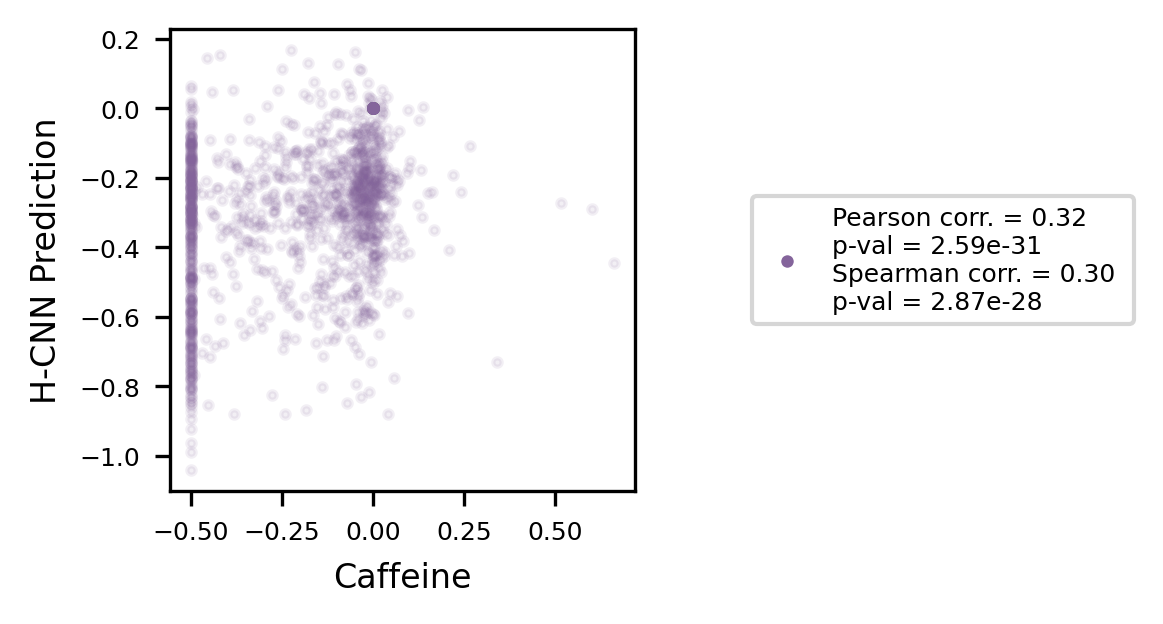 0.2
0.0
−0.2
−0.4
−0.6
−0.8
−1.0
H-CNN Prediction
−0.50 −0.25 0.00 0.25 0.50
Caffeine
Pearson corr. = 0.32
p-val = 2.59e-31
Spearman corr. = 0.30
p-val = 2.87e-28